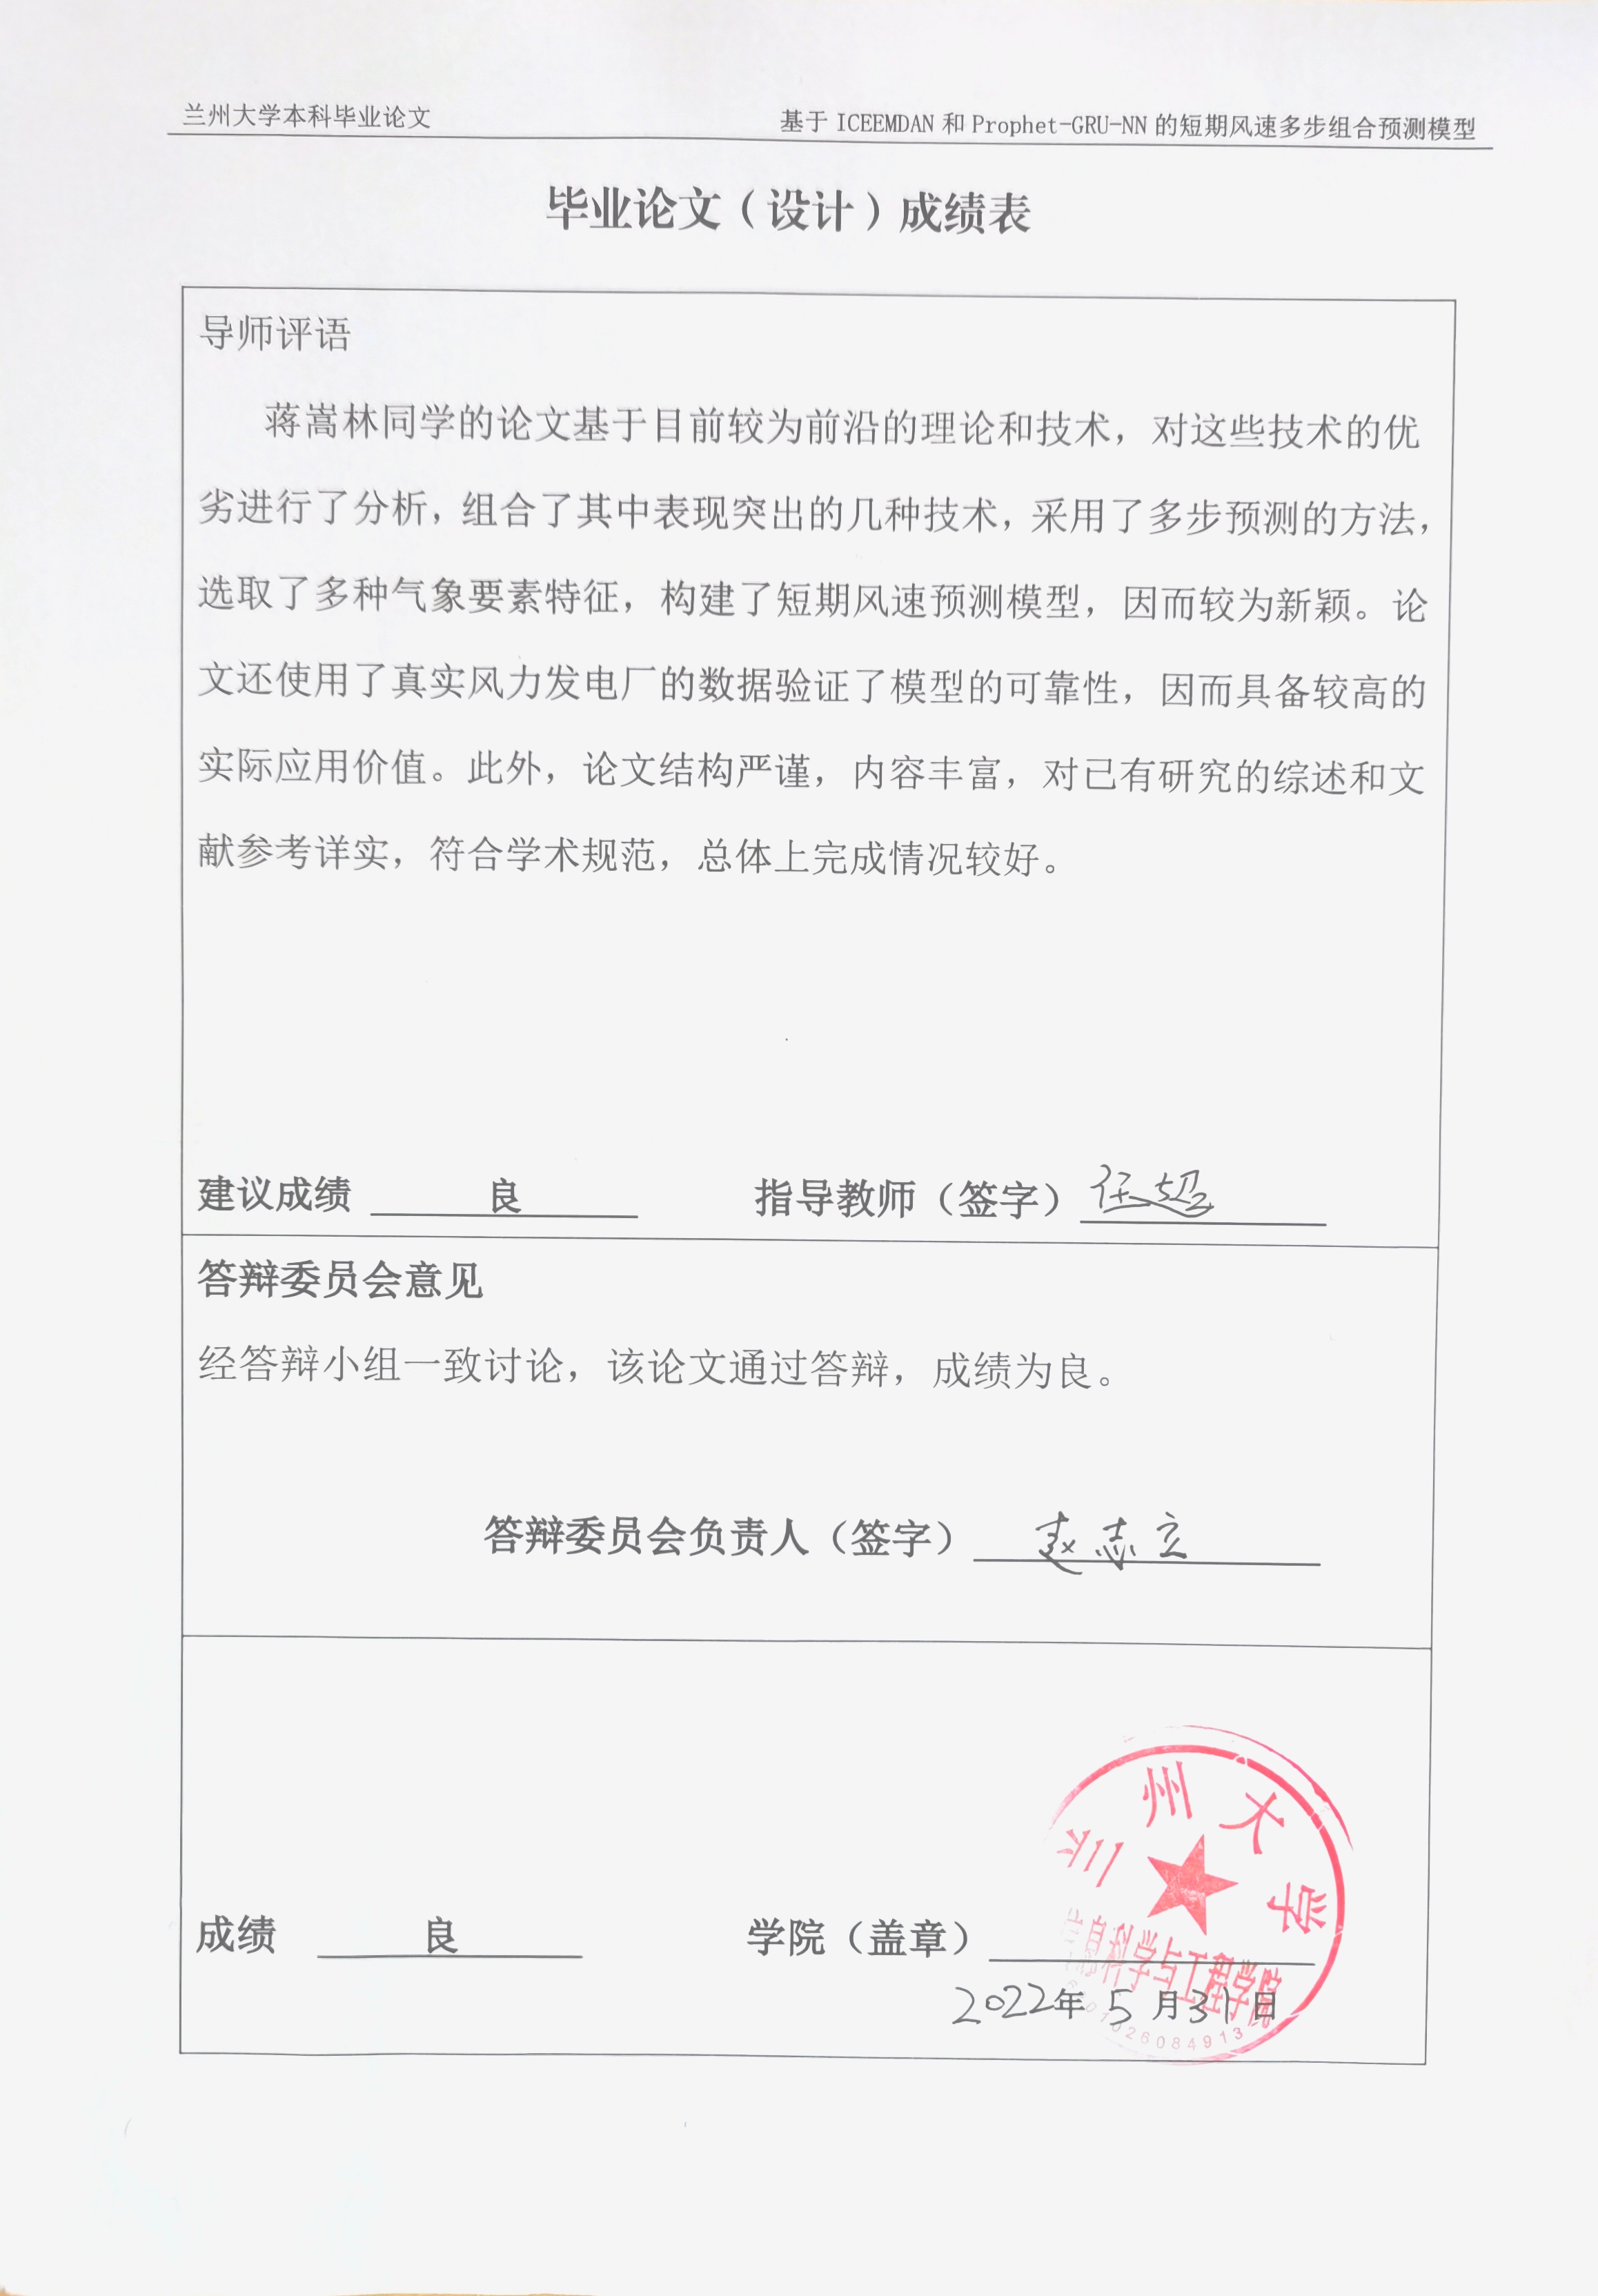 兰州大学本科毕业论文 基于 ICEEMDAN 和 Prophet-GRU-NN 的短期风速多步组合预测模型
毕业论文（设计）成绩表
导师评语
蒋嵩林同学的论文基于目前较为前沿的理论和技术，对这些技术的优
劣进行了分析，组合了其中表现突出的几种技术，采用了多步预测的方法，
选取了多种气象要素特征，构建了短期风速预测模型，因而较为新颖。论
文还使用了真实风力发电厂的数据验证了模型的可靠性，因而具备较高的
实际应用价值。此外，论文结构严谨，内容丰富，对已有研究的综述和文
献参考详实，符合学术规范，总体上完成情况较好。
建议成绩 良 指导教师（签字）任超
答辩委员会意见
经答辩小组一致讨论，该论文通过答辩，成绩为良。
答辩委员会负责人（签字） 赵志立
兰州大学
成绩 良 学院（盖章）
科学与工程学院
2022年 5 月 31 日